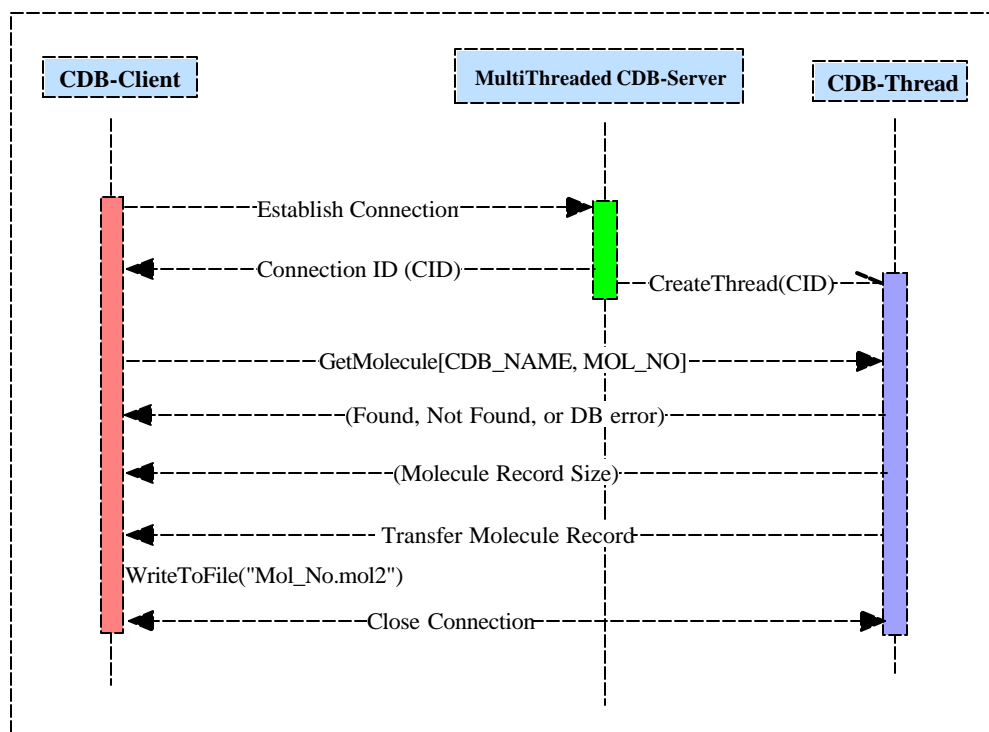 CDB-Client
MultiThreaded CDB-Server
CDB-Thread
Establish Connection
Connection ID (CID)
CreateThread(CID)
GetMolecule[CDB_NAME, MOL_NO]
(Found, Not Found, or DB error)
(Molecule Record Size)
Transfer Molecule Record
WriteToFile("Mol_No.mol2")
Close Connection